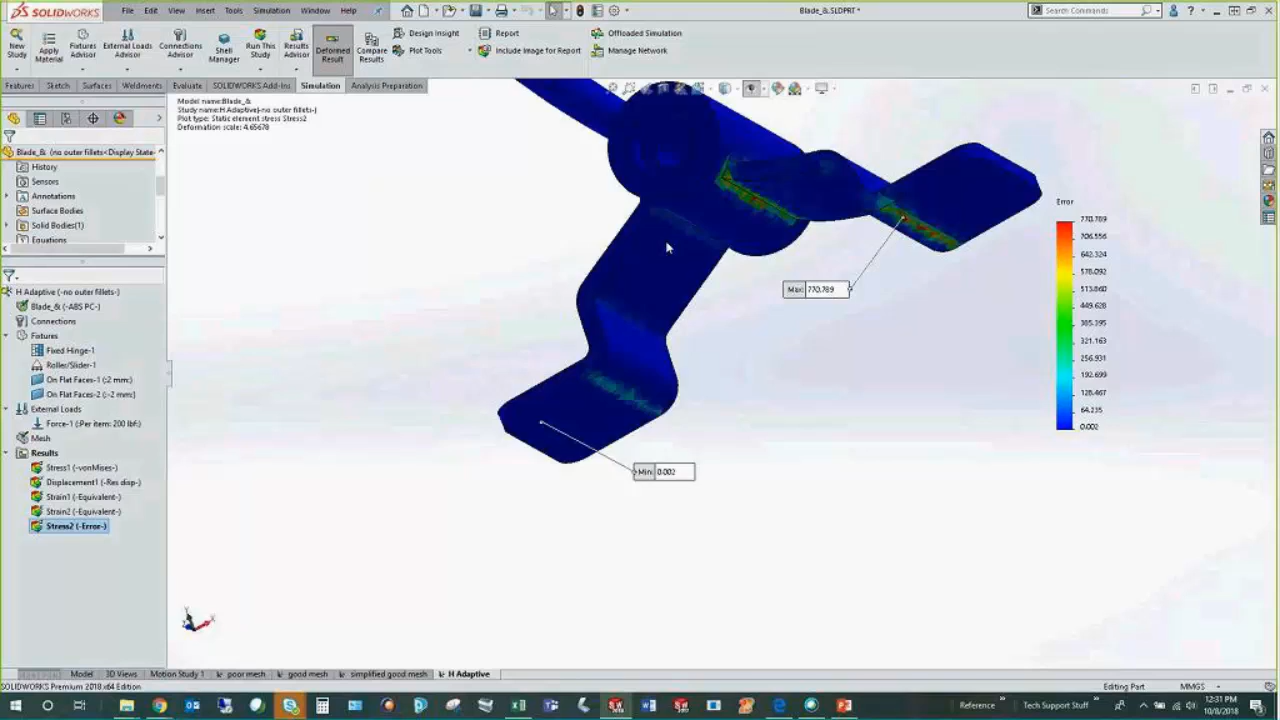 SOLIDWORKS File Edit View Insert Tools Simulation Window Help Blade_&.SLDPRT * Search Commands
New Study Apply Material Fixtures Advisor External Loads Advisor Connections Advisor Shell Manager Run This Study Results Advisor Deformed Result Compare Results Design Insight Report Offloaded Simulation
Plot Tools Include Image for Report Manage Network
Features Sketch Surfaces Weldments Evaluate SOLIDWORKS Add-Ins Simulation Analysis Preparation
Model name:Blade_&
Study name:H Adaptive(-no outer fillets-)
Plot type: Static element stress Stress2
Deformation scale: 4.65678
Blade_& (no outer fillets<Display State-
History
Sensors
Annotations
Surface Bodies
Solid Bodies(1)
Equations
H Adaptive (-no outer fillets-)
Blade_& (-ABS PC-)
Connections
Fixtures
Fixed Hinge-1
Roller/Slider-1
On Flat Faces-1 (:2 mm:)
On Flat Faces-2 (:-2 mm:)
External Loads
Force-1 (:Per item: 200 lbf:)
Mesh
Results
Stress1 (-vonMises-)
Displacement1 (-Res disp-)
Strain1 (-Equivalent-)
Strain2 (-Equivalent-)
Stress2 (-Error-)
Max: 770.789
Min: 0.002
Error
770.789
706.556
642.324
578.092
513.860
449.628
385.395
321.163
256.931
192.699
128.467
64.235
0.002
Y
X
Z
Model 3D Views Motion Study 1 poor mesh good mesh simplified good mesh H Adaptive
SOLIDWORKS Premium 2018 x64 Edition Editing Part MMGS
Reference Tech Support Stuff 12:31 PM
10/8/2018